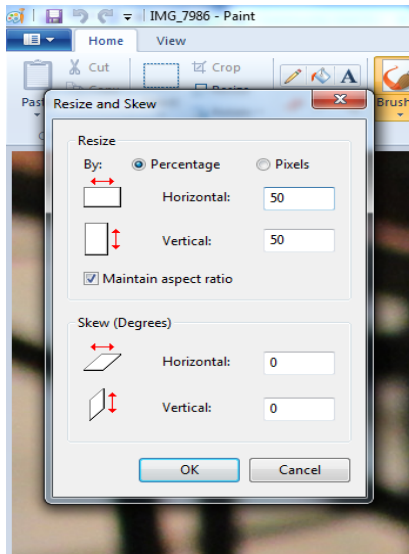 IMG_7986 - Paint
Home View
Cut Crop
A
Resize and Skew
Brush
Resize
By: Percentage Pixels
Horizontal: 50
Vertical: 50
Maintain aspect ratio
Skew (Degrees)
Horizontal: 0
Vertical: 0
OK Cancel